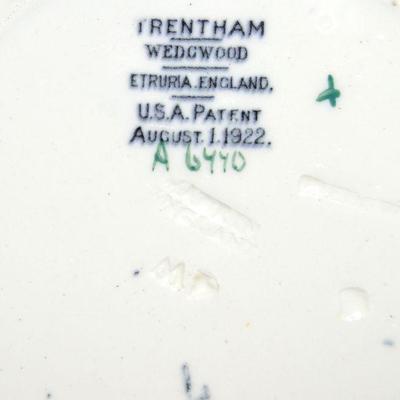 TRENTHAM
WEDGWOOD
ETRURIA. ENGLAND.
U.S.A. PATENT
AUGUST. 1. 1922.
A 6440